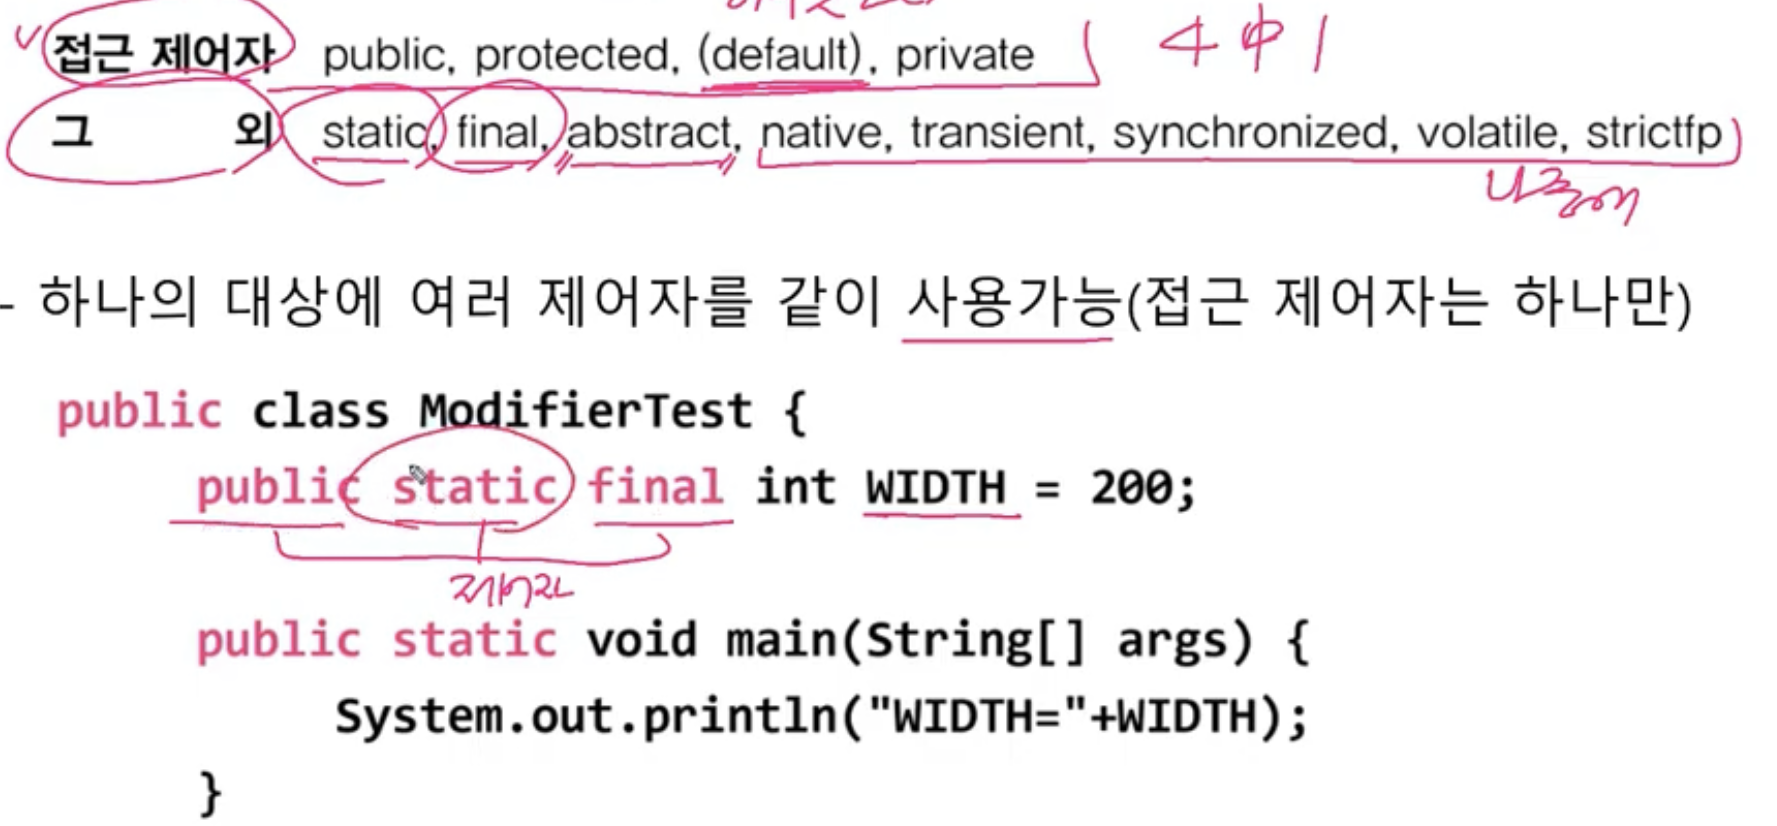 접근 제어자 public, protected, (default), private 4 中 1
그 외 static, final, abstract, native, transient, synchronized, volatile, strictfp
나중에
- 하나의 대상에 여러 제어자를 같이 사용가능(접근 제어자는 하나만)
public class ModifierTest {
public static final int WIDTH = 200;
제어자
public static void main(String[] args) {
System.out.println("WIDTH="+WIDTH);
}